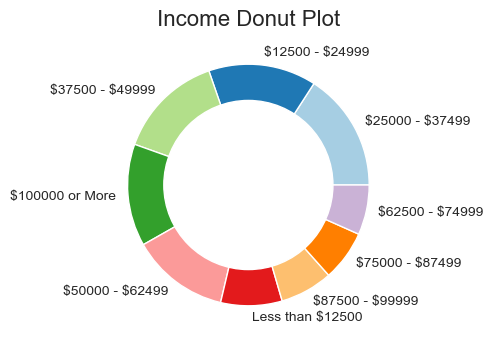 Income Donut Plot
$12500 - $24999
$37500 - $49999
$25000 - $37499
$100000 or More
$62500 - $74999
$75000 - $87499
$50000 - $62499
$87500 - $99999
Less than $12500